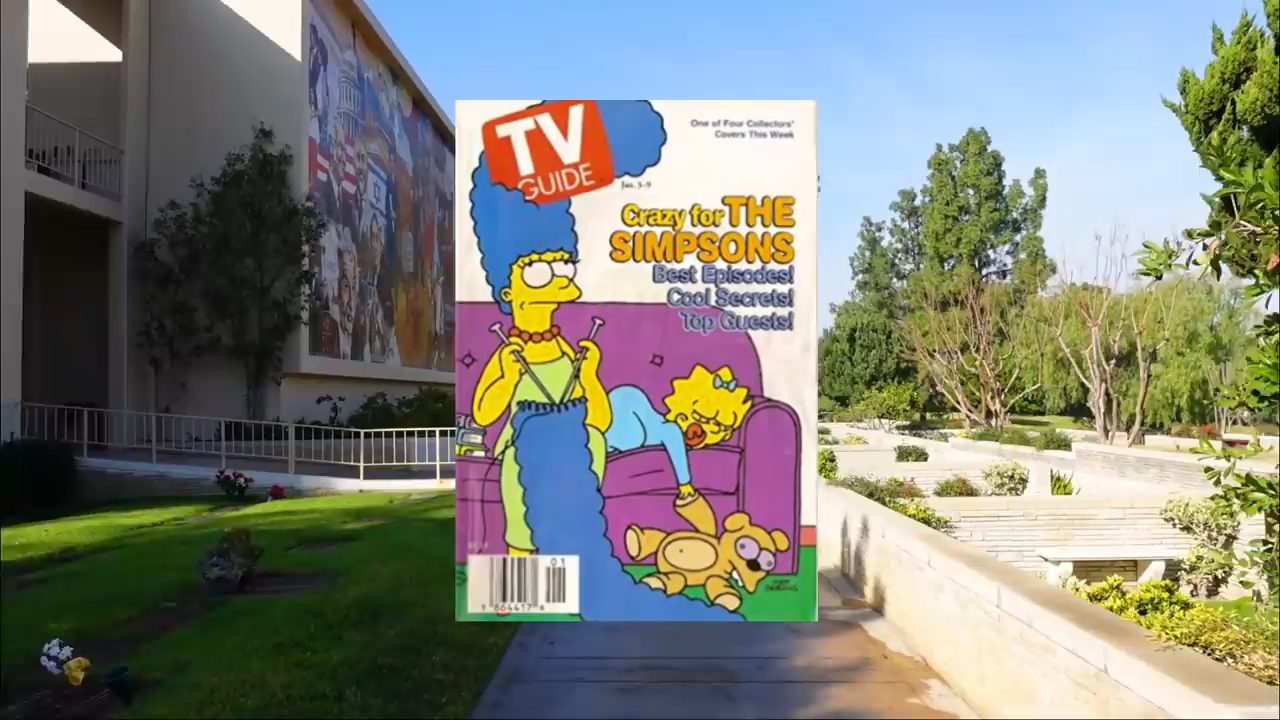 TV
GUIDE
One of Four Collectors'
Covers This Week
Jan. 3-9
Crazy for THE
SIMPSONS
Best Episodes!
Cool Secrets!
Top Guests!
01